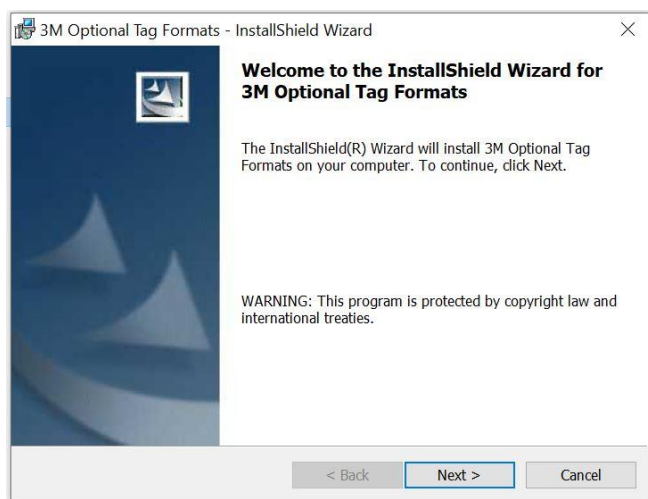 3M Optional Tag Formats - InstallShield Wizard
Welcome to the InstallShield Wizard for
3M Optional Tag Formats
The InstallShield(R) Wizard will install 3M Optional Tag
Formats on your computer. To continue, click Next.
WARNING: This program is protected by copyright law and
international treaties.
< Back
Next >
Cancel